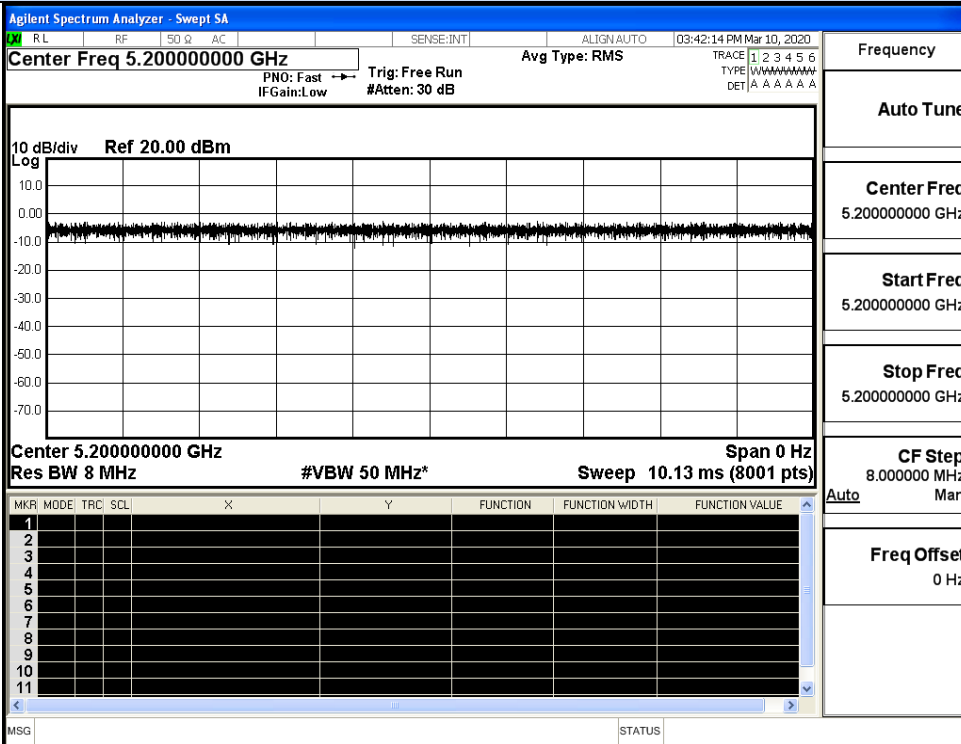 Agilent Spectrum Analyzer - Swept SA
LXI RL RF 50 Ω AC SENSE:INT ALIGN AUTO 03:42:14 PM Mar 10, 2020
Center Freq 5.200000000 GHz
PNO: Fast
IFGain:Low
Trig: Free Run
#Atten: 30 dB
Avg Type: RMS
TRACE 1 2 3 4 5 6
TYPE WWWWWW
DET A A A A A A
10 dB/div Ref 20.00 dBm
Log
10.0
0.00
-10.0
-20.0
-30.0
-40.0
-50.0
-60.0
-70.0
Center 5.200000000 GHz Span 0 Hz
Res BW 8 MHz #VBW 50 MHz* Sweep 10.13 ms (8001 pts)
MKR MODE TRC SCL X Y FUNCTION FUNCTION WIDTH FUNCTION VALUE
1
2
3
4
5
6
7
8
9
10
11
MSG STATUS
Frequency
Auto Tune
Center Freq
5.200000000 GHz
Start Freq
5.200000000 GHz
Stop Freq
5.200000000 GHz
CF Step
8.000000 MHz
Auto Man
Freq Offset
0 Hz